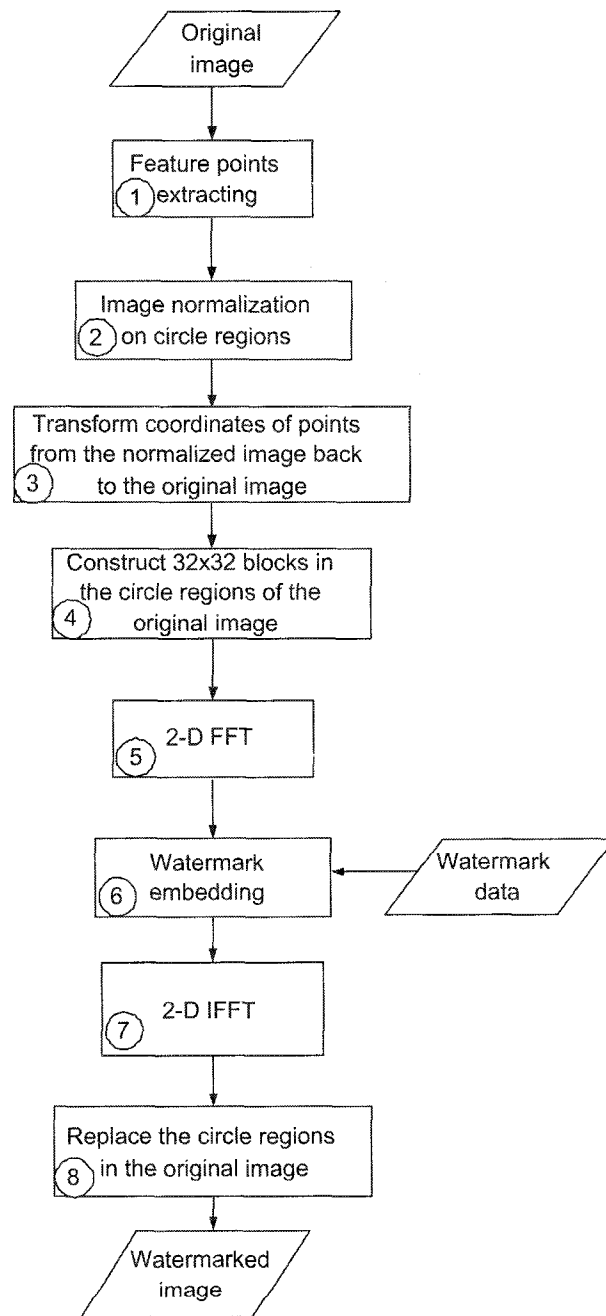 Original
image
Feature points
1 extracting
Image normalization
2 on circle regions
Transform coordinates of points
from the normalized image back
3 to the original image
Construct 32x32 blocks in
the circle regions of the
4 original image
2-D FFT
5
Watermark
6 embedding
Watermark
data
2-D IFFT
7
Replace the circle regions
8 in the original image
Watermarked
image